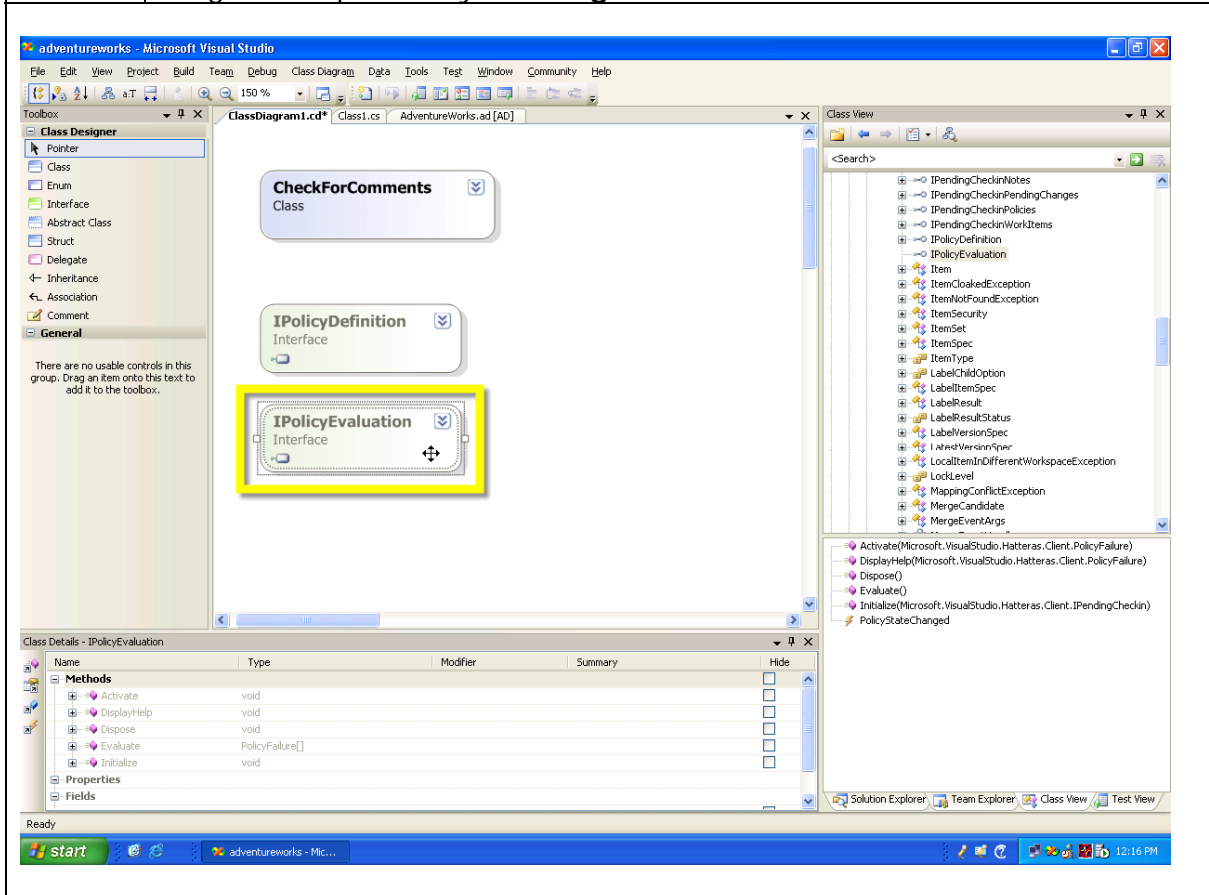 adventureworks - Microsoft Visual Studio
File Edit View Project Build Team Debug Class Diagram Data Tools Test Window Community Help
150 %
Toolbox
Class Designer
Pointer
Class
Enum
Interface
Abstract Class
Struct
Delegate
Inheritance
Association
Comment
General
There are no usable controls in this
group. Drag an item onto this text to
add it to the toolbox.
ClassDiagram1.cd* Class1.cs AdventureWorks.ad [AD]
CheckForComments
Class
IPolicyDefinition
Interface
IPolicyEvaluation
Interface
Class View
<Search>
IPendingCheckinNotes
IPendingCheckinPendingChanges
IPendingCheckinPolicies
IPendingCheckinWorkItems
IPolicyDefinition
IPolicyEvaluation
Item
ItemCloakedException
ItemNotFoundException
ItemSecurity
ItemSet
ItemSpec
ItemType
LabelChildOption
LabelItemSpec
LabelResult
LabelResultStatus
LabelVersionSpec
LatestVersionSpec
LocalItemInDifferentWorkspaceException
LockLevel
MappingConflictException
MergeCandidate
MergeEventArgs
Activate(Microsoft.VisualStudio.Hatteras.Client.PolicyFailure)
DisplayHelp(Microsoft.VisualStudio.Hatteras.Client.PolicyFailure)
Dispose()
Evaluate()
Initialize(Microsoft.VisualStudio.Hatteras.Client.IPendingCheckin)
PolicyStateChanged
Class Details - IPolicyEvaluation
Name Type Modifier Summary Hide
Methods
Activate void
DisplayHelp void
Dispose void
Evaluate PolicyFailure[]
Initialize void
Properties
Fields
Solution Explorer Team Explorer Class View Test View
Ready
start adventureworks - Mic... 12:16 PM